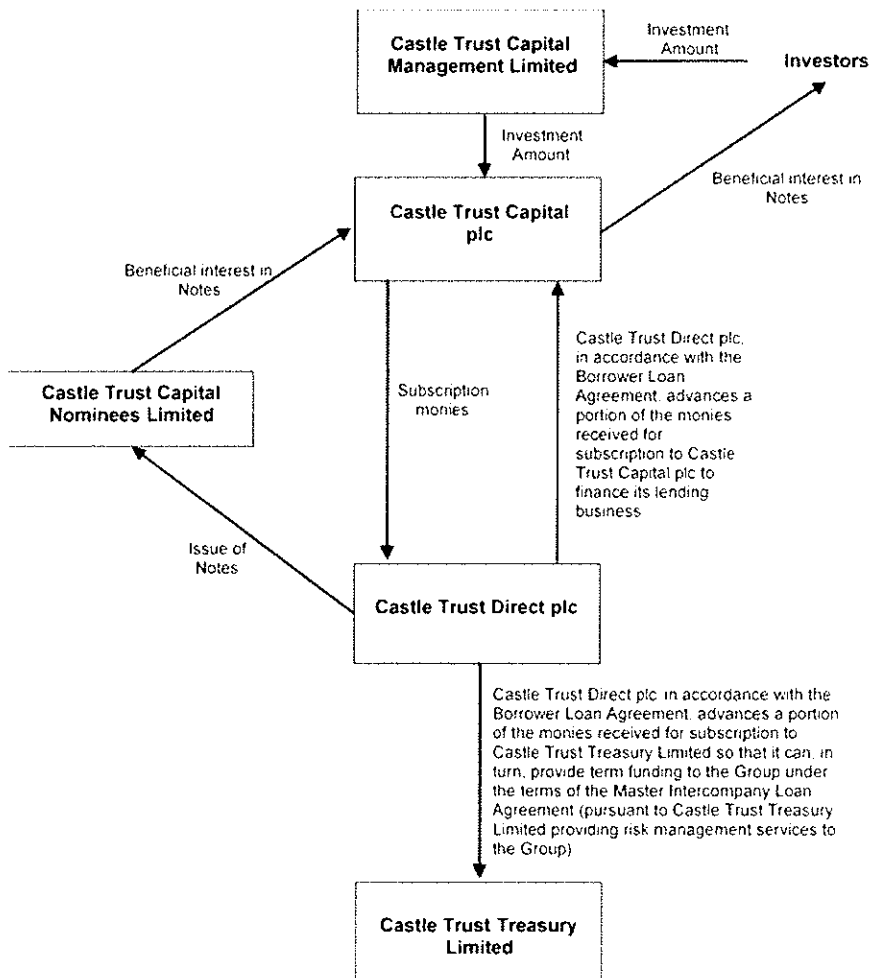 Castle Trust Capital
Management Limited
Investment
Amount
Investors
Investment
Amount
Beneficial interest in
Notes
Castle Trust Capital
plc
Beneficial interest in
Notes
Castle Trust Capital
Nominees Limited
Subscription
monies
Castle Trust Direct plc,
in accordance with the
Borrower Loan
Agreement, advances a
portion of the monies
received for
subscription to Castle
Trust Capital plc to
finance its lending
business
Issue of
Notes
Castle Trust Direct plc
Castle Trust Direct plc in accordance with the
Borrower Loan Agreement, advances a portion
of the monies received for subscription to
Castle Trust Treasury Limited so that it can, in
turn, provide term funding to the Group under
the terms of the Master Intercompany Loan
Agreement (pursuant to Castle Trust Treasury
Limited providing risk management services to
the Group)
Castle Trust Treasury
Limited